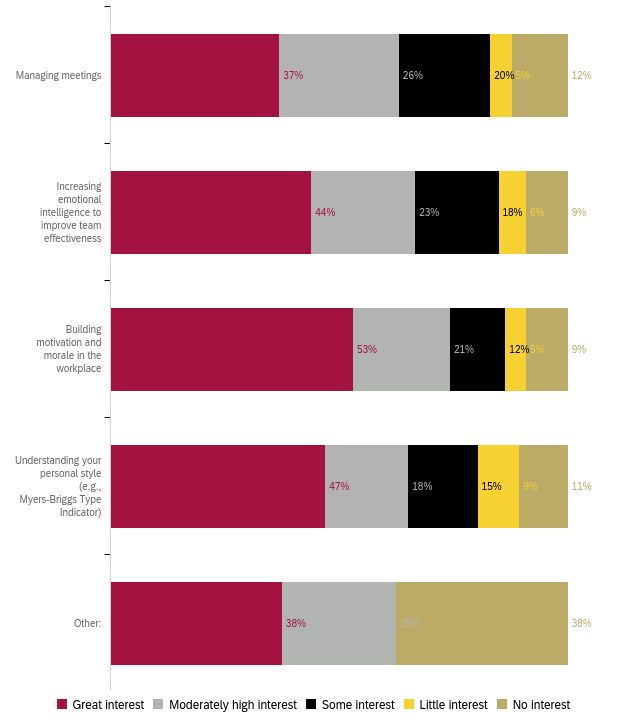 Managing meetings
37% 26% 20% 5% 12%
Increasing
emotional
intelligence to
improve team
effectiveness
44% 23% 18% 6% 9%
Building
motivation and
morale in the
workplace
53% 21% 12% 5% 9%
Understanding your
personal style
(e.g.,
Myers-Briggs Type
Indicator)
47% 18% 15% 9% 11%
Other:
38% 25% 38%
Great interest Moderately high interest Some interest Little interest No interest